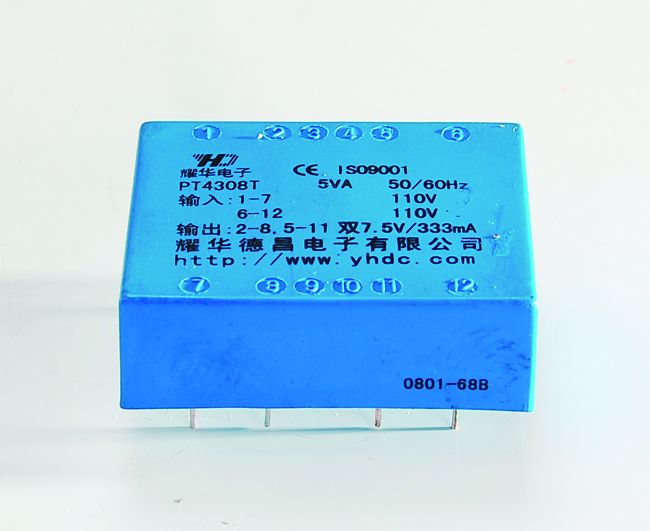 1 2 3 4 5 6
耀华电子
CE ISO9001
PT4308T 5VA 50/60Hz
输入:1-7 110V
6-12 110V
输出:2-8,5-11 双7.5V/333mA
耀华德昌电子有限公司
http://www.yhdc.com
7 8 9 10 11 12
0801-68B